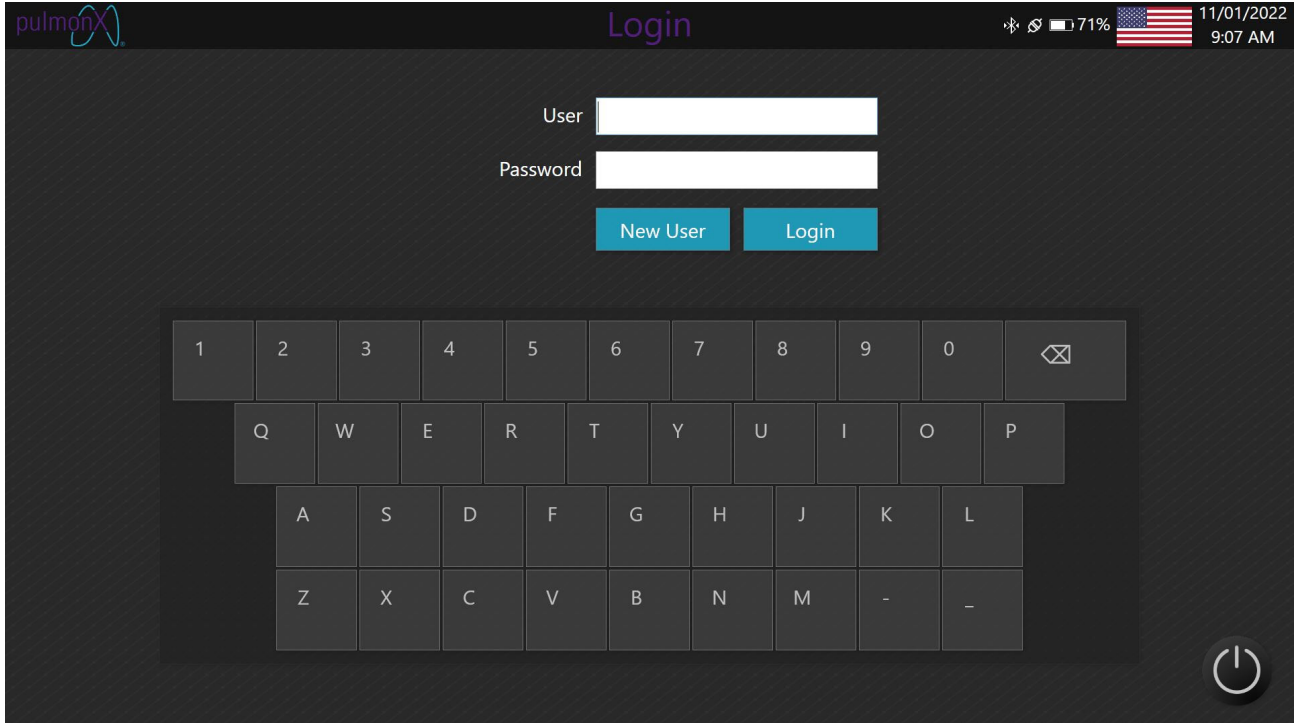 pulmonX
Login
71%
11/01/2022
9:07 AM
User
Password
New User
Login
1 2 3 4 5 6 7 8 9 0
Q W E R T Y U I O P
A S D F G H J K L
Z X C V B N M - _